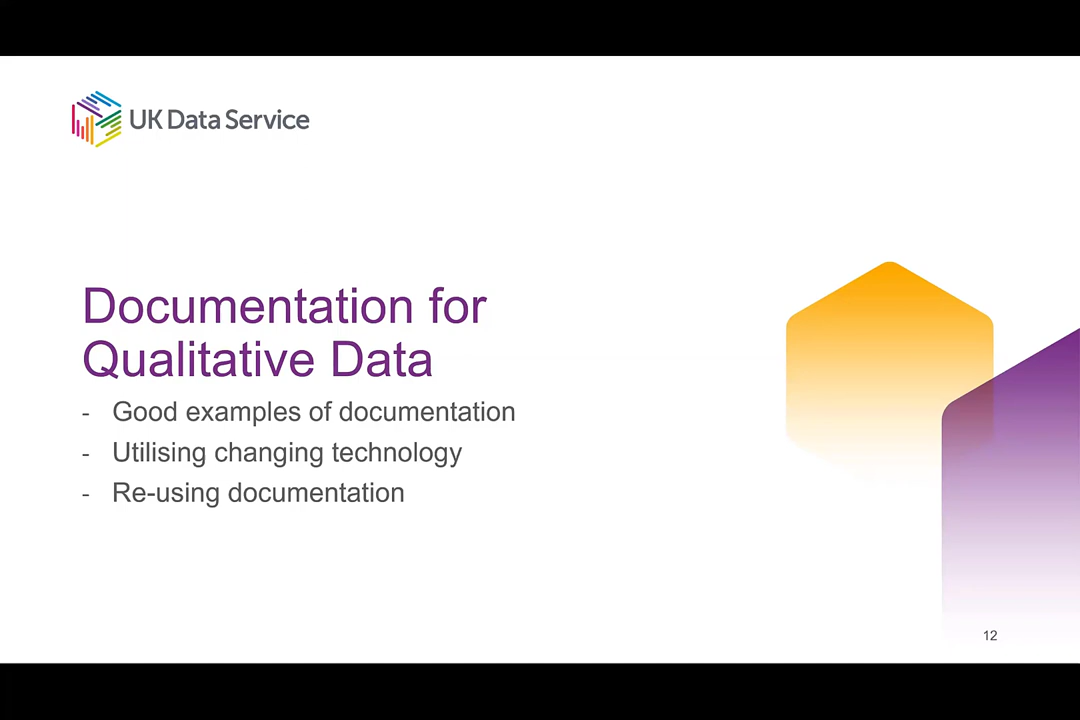 UK Data Service
Documentation for
Qualitative Data
- Good examples of documentation
- Utilising changing technology
- Re-using documentation
12